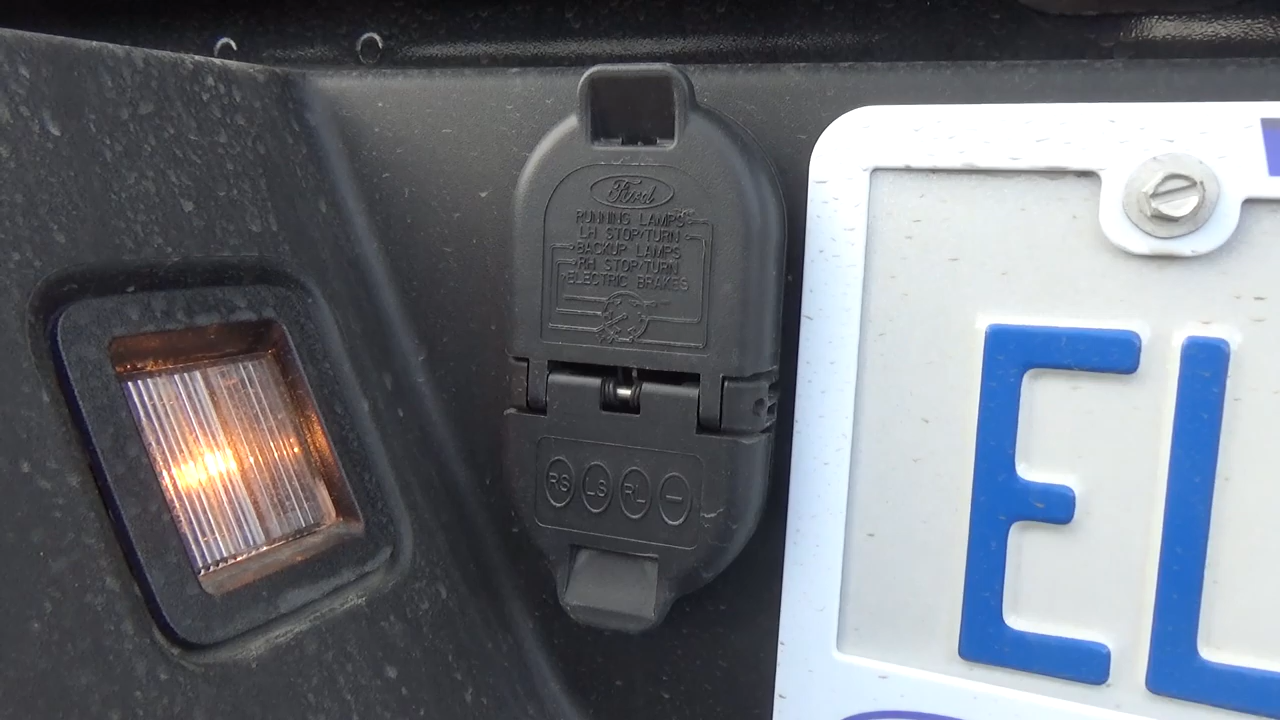 Ford
RUNNING LAMPS
LH STOP/TURN
BACKUP LAMPS
RH STOP/TURN
ELECTRIC BRAKES
RS LS RL −
EL